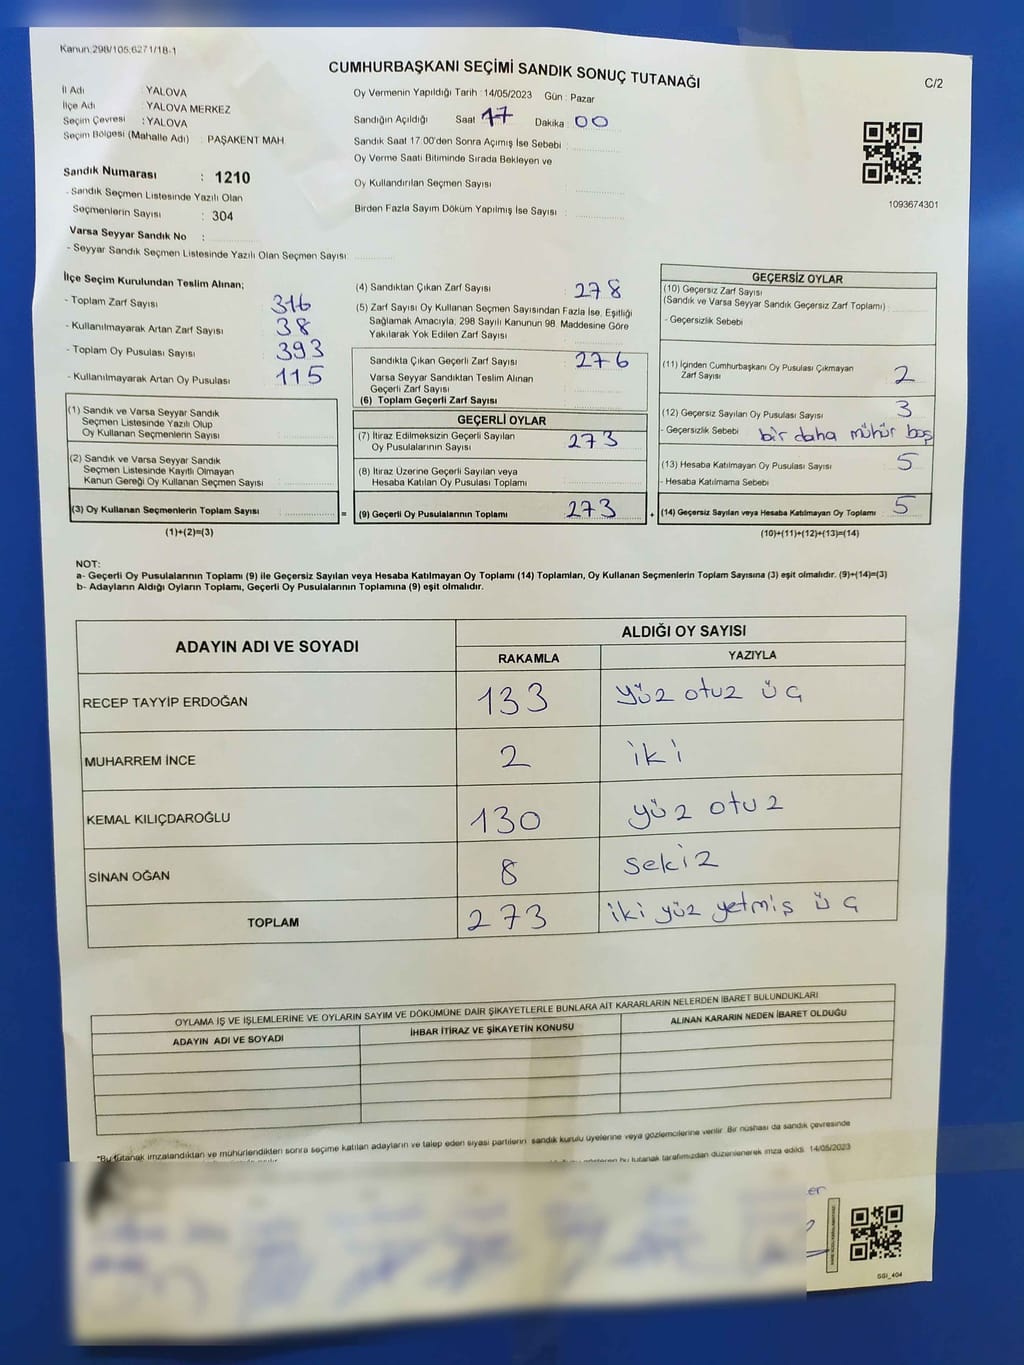 Kanun:298/105;6271/18-1
CUMHURBAŞKANI SEÇİMİ SANDIK SONUÇ TUTANAĞI
C/2
İl Adı : YALOVA
İlçe Adı : YALOVA MERKEZ
Seçim Çevresi : YALOVA
Seçim Bölgesi (Mahalle Adı) : PAŞAKENT MAH
Sandık Numarası : 1210
- Sandık Seçmen Listesinde Yazılı Olan
Seçmenlerin Sayısı : 304
Varsa Seyyar Sandık No :
- Seyyar Sandık Seçmen Listesinde Yazılı Olan Seçmen Sayısı:
Oy Vermenin Yapıldığı Tarih : 14/05/2023 Gün : Pazar
Sandığın Açıldığı Saat 17 Dakika : 00
Sandık Saat 17:00'den Sonra Açımış İse Sebebi :
Oy Verme Saati Bitiminde Sırada Bekleyen ve
Oy Kullandırılan Seçmen Sayısı :
Birden Fazla Sayım Döküm Yapılmış İse Sayısı :
1093674301
İlçe Seçim Kurulundan Teslim Alınan;
- Toplam Zarf Sayısı : 316
- Kullanılmayarak Artan Zarf Sayısı : 38
- Toplam Oy Pusulası Sayısı : 393
- Kullanılmayarak Artan Oy Pusulası : 115
(1) Sandık ve Varsa Seyyar Sandık
Seçmen Listesinde Yazılı Olup
Oy Kullanan Seçmenlerin Sayısı :
(2) Sandık ve Varsa Seyyar Sandık
Seçmen Listesinde Kayıtlı Olmayan
Kanun Gereği Oy Kullanan Seçmen Sayısı :
(3) Oy Kullanan Seçmenlerin Toplam Sayısı :
(1)+(2)=(3)
=
(4) Sandıktan Çıkan Zarf Sayısı : 278
(5) Zarf Sayısı Oy Kullanan Seçmen Sayısından Fazla İse, Eşitliği
Sağlamak Amacıyla, 298 Sayılı Kanunun 98. Maddesine Göre
Yakılarak Yok Edilen Zarf Sayısı :
Sandıkta Çıkan Geçerli Zarf Sayısı : 276
Varsa Seyyar Sandıktan Teslim Alınan
Geçerli Zarf Sayısı :
(6) Toplam Geçerli Zarf Sayısı :
GEÇERLİ OYLAR
(7) İtiraz Edilmeksizin Geçerli Sayılan
Oy Pusulalarının Sayısı : 273
(8) İtiraz Üzerine Geçerli Sayılan veya
Hesaba Katılan Oy Pusulası Toplamı :
(9) Geçerli Oy Pusulalarının Toplamı : 273
+
GEÇERSİZ OYLAR
(10) Geçersiz Zarf Sayısı
(Sandık ve Varsa Seyyar Sandık Geçersiz Zarf Toplamı) :
- Geçersizlik Sebebi
(11) İçinden Cumhurbaşkanı Oy Pusulası Çıkmayan
Zarf Sayısı : 2
(12) Geçersiz Sayılan Oy Pusulası Sayısı : 3
- Geçersizlik Sebebi bir daha mühür boş
(13) Hesaba Katılmayan Oy Pusulası Sayısı : 5
- Hesaba Katılmama Sebebi
(14) Geçersiz Sayılan veya Hesaba Katılmayan Oy Toplamı : 5
(10)+(11)+(12)+(13)=(14)
NOT:
a- Geçerli Oy Pusulalarının Toplamı (9) ile Geçersiz Sayılan veya Hesaba Katılmayan Oy Toplamı (14) Toplamları, Oy Kullanan Seçmenlerin Toplam Sayısına (3) eşit olmalıdır. (9)+(14)=(3)
b- Adayların Aldığı Oyların Toplamı, Geçerli Oy Pusulalarının Toplamına (9) eşit olmalıdır.
ADAYIN ADI VE SOYADI ALDIĞI OY SAYISI
RAKAMLA YAZIYLA
RECEP TAYYİP ERDOĞAN 133 yüz otuz üç
MUHARREM İNCE 2 iki
KEMAL KILIÇDAROĞLU 130 yüz otuz
SİNAN OĞAN 8 sekiz
TOPLAM 273 iki yüz yetmiş üç
OYLAMA İŞ VE İŞLEMLERİNE VE OYLARIN SAYIM VE DÖKÜMÜNE DAİR ŞİKAYETLERLE BUNLARA AİT KARARLARIN NELERDEN İBARET BULUNDUKLARI
ADAYIN ADI VE SOYADI İHBAR İTİRAZ VE ŞİKAYETİN KONUSU ALINAN KARARIN NEDEN İBARET OLDUĞU
*Bu tutanak imzalandıktan ve mühürlendikten sonra seçime katılan adayların ve talep eden siyasi partilerin sandık kurulu üyelerine veya gözlemcilerine verilir. Bir nüshası da sandık çevresinde
bu tutanak tarafımızdan düzenlenerek imza edildi. 14/05/2023
SGI_404